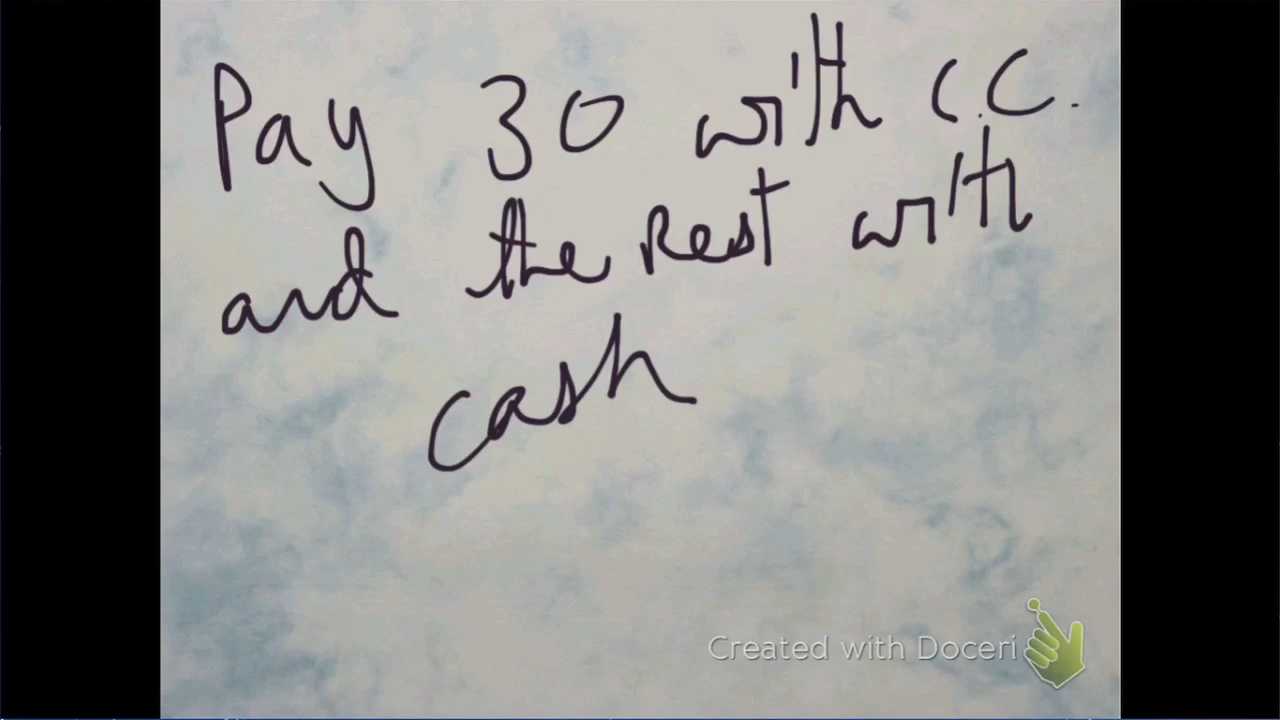 Pay 30 with C.C.
and the Rest with
cash
Created with Doceri